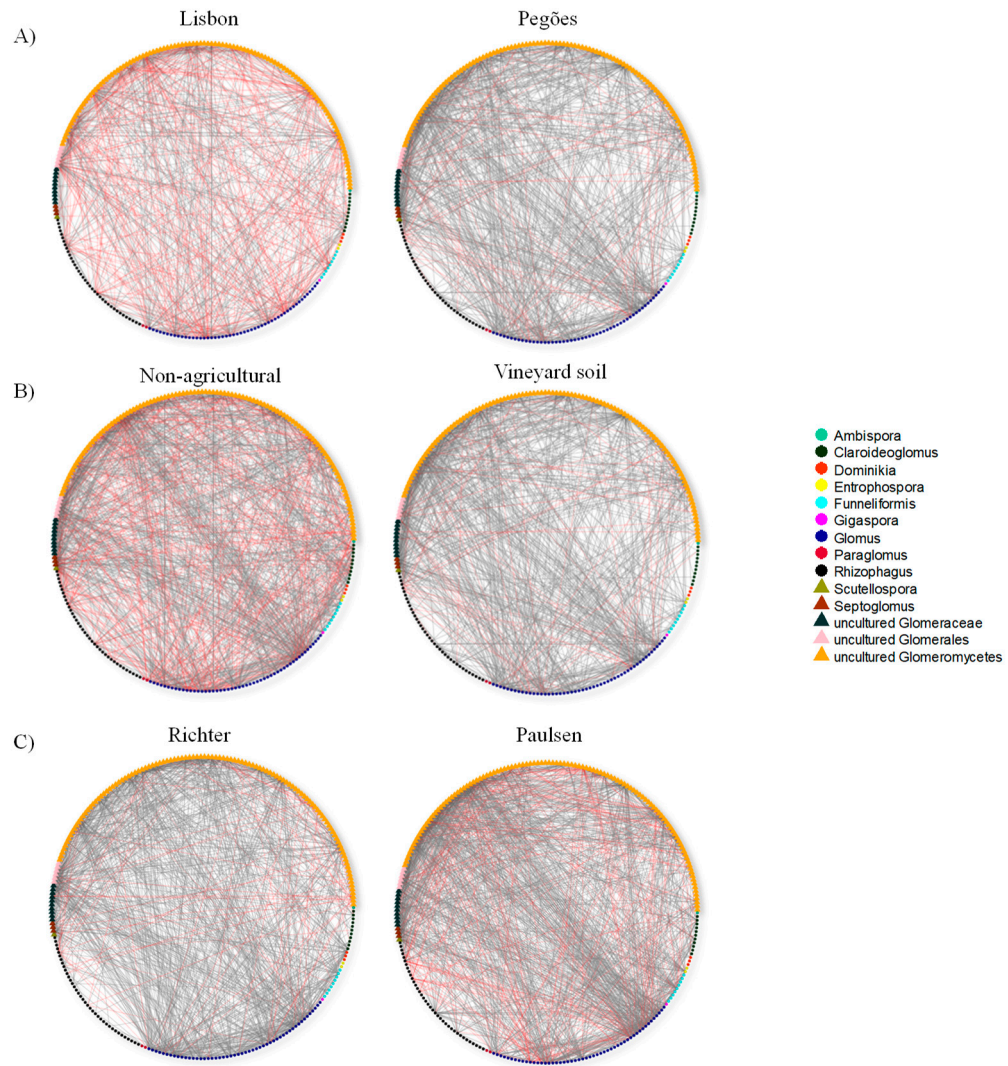 Lisbon
Pegões
A)
Non-agricultural
Vineyard soil
B)
Ambispora
Claroideoglomus
Dominikia
Entrophospora
Funneliformis
Gigaspora
Glomus
Paraglomus
Rhizophagus
Scutellospora
Septoglomus
uncultured Glomeraceae
uncultured Glomerales
uncultured Glomeromycetes
C)
Richter
Paulsen